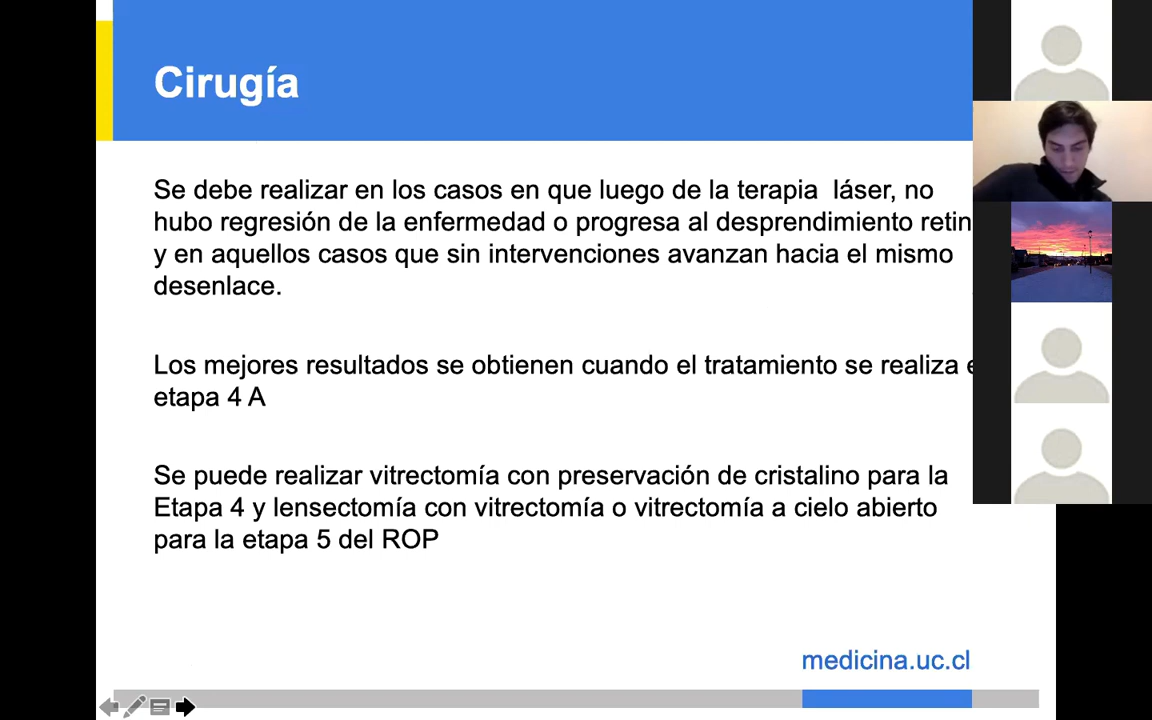 Cirugía
Se debe realizar en los casos en que luego de la terapia láser, no
hubo regresión de la enfermedad o progresa al desprendimiento retin
y en aquellos casos que sin intervenciones avanzan hacia el mismo
desenlace.
Los mejores resultados se obtienen cuando el tratamiento se realiza
etapa 4 A
Se puede realizar vitrectomía con preservación de cristalino para la
Etapa 4 y lensectomía con vitrectomía o vitrectomía a cielo abierto
para la etapa 5 del ROP
medicina.uc.cl